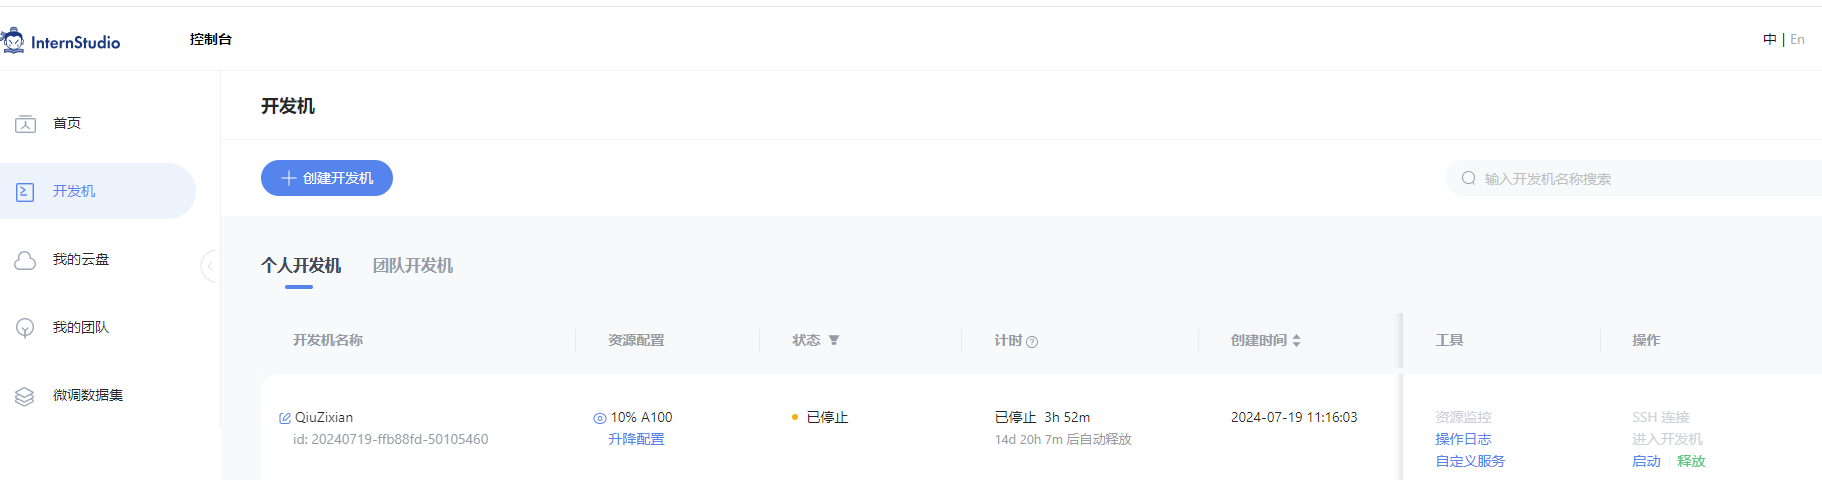 InternStudio
控制台
中 | En
首页
开发机
我的云盘
我的团队
微调数据集
开发机
创建开发机
输入开发机名称搜索
个人开发机 团队开发机
开发机名称 资源配置 状态 计时 创建时间 工具 操作
QiuZixian 10% A100 已停止 已停止 3h 52m 2024-07-19 11:16:03 资源监控 SSH 连接
id: 20240719-ffb88fd-50105460 升降配置 14d 20h 7m 后自动释放 操作日志 进入开发机
自定义服务 启动 释放